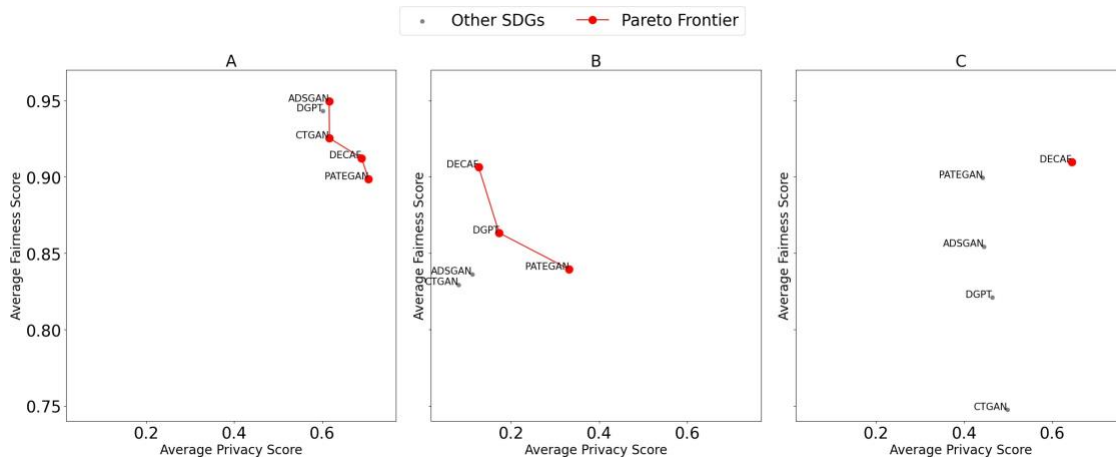 Other SDGs
Pareto Frontier
A
B
C
Average Fairness Score
0.95
0.90
0.85
0.80
0.75
ADSGAN
DGPT
CTGAN
DECAF
PATEGAN
0.2
0.4
0.6
Average Privacy Score
Average Fairness Score
DECAF
DGPT
PATEGAN
ADSGAN
CTGAN
0.2
0.4
0.6
Average Privacy Score
Average Fairness Score
DECAF
PATEGAN
ADSGAN
DGPT
CTGAN
0.2
0.4
0.6
Average Privacy Score